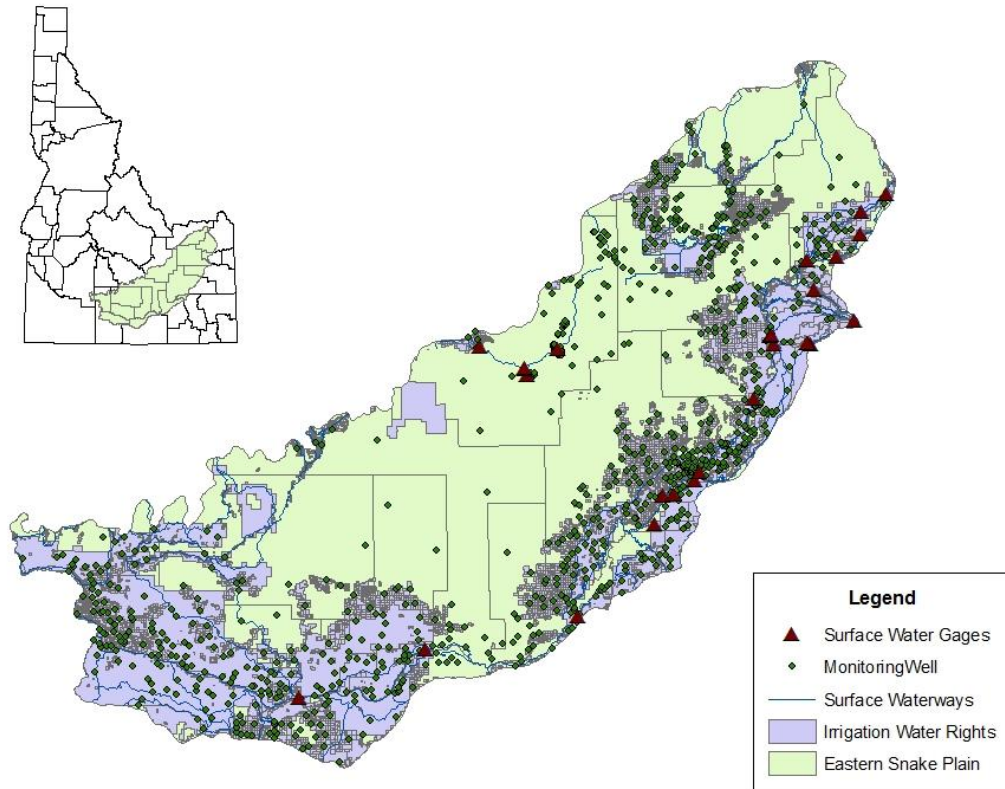 Legend
Surface Water Gages
MonitoringWell
Surface Waterways
Irrigation Water Rights
Eastern Snake Plain